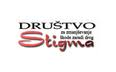 DRUŠTVO
za zmanjševanje
škode zaradi drog
Stigma